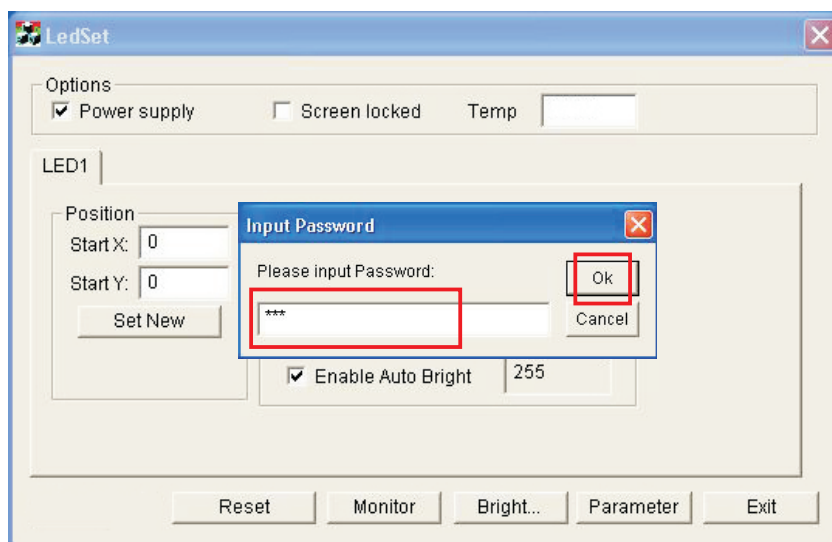 LedSet
Options
Power supply Screen locked Temp
LED1
Position
Start X: 0
Start Y: 0
Set New
Input Password
Please input Password:
Ok
***
Cancel
Enable Auto Bright 255
Reset Monitor Bright... Parameter Exit